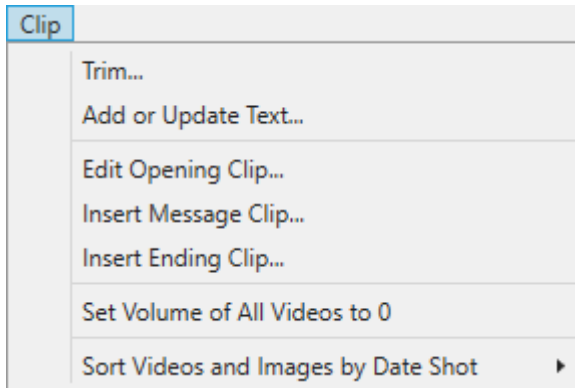 Clip
Trim...
Add or Update Text...
Edit Opening Clip...
Insert Message Clip...
Insert Ending Clip...
Set Volume of All Videos to 0
Sort Videos and Images by Date Shot